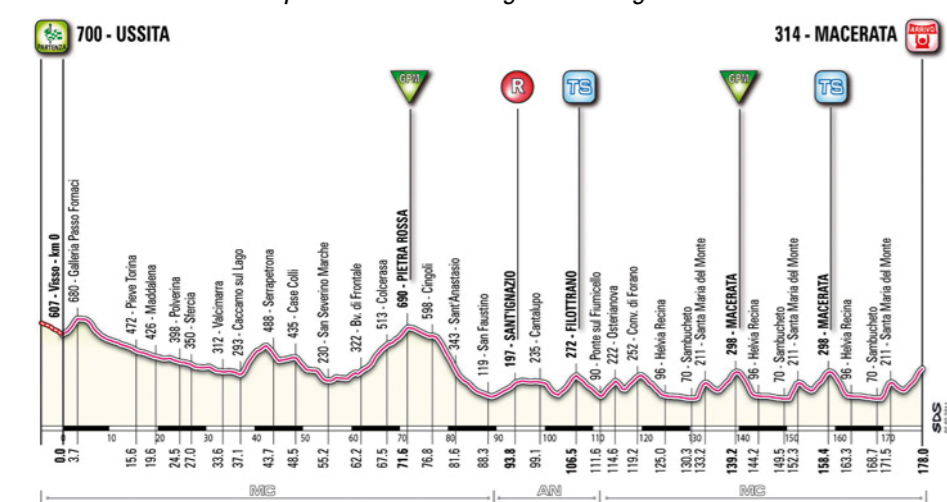 700 - USSITA
314 - MACERATA
PARTENZA
ARRIVO
GPM
R
TS
GPM
TS
607 - Visso - km 0
680 - Galleria Passo Fornaci
472 - Pieve Torina
426 - Maddalena
398 - Polverina
350 - Sfercia
312 - Valcimarra
293 - Caccamo sul Lago
488 - Serrapetrona
435 - Case Colli
230 - San Severino Marche
322 - Bv. di Frontale
513 - Colcerasa
690 - PIETRA ROSSA
598 - Cingoli
343 - Sant'Anastasio
119 - San Faustino
197 - SANT'IGNAZIO
235 - Cantalupo
272 - FILOTTRANO
90 - Ponte sul Fiumicello
222 - Osterianova
252 - Conv. di Forano
96 - Helvia Recina
70 - Sambucheto
211 - Santa Maria del Monte
298 - MACERATA
96 - Helvia Recina
70 - Sambucheto
211 - Santa Maria del Monte
298 - MACERATA
96 - Helvia Recina
70 - Sambucheto
211 - Santa Maria del Monte
0 10 20 30 40 50 60 70 80 90 100 110 120 130 140 150 160 170
0.0 3.7 15.6 19.6 24.5 27.0 33.6 37.1 43.7 48.5 55.2 62.2 67.5 71.6 76.8 81.6 88.3 93.8 99.1 106.5 111.6 114.6 119.2 125.0 130.3 133.2 139.2 144.2 149.5 152.3 158.4 163.3 168.7 171.5 178.0
SDS
MC AN MC